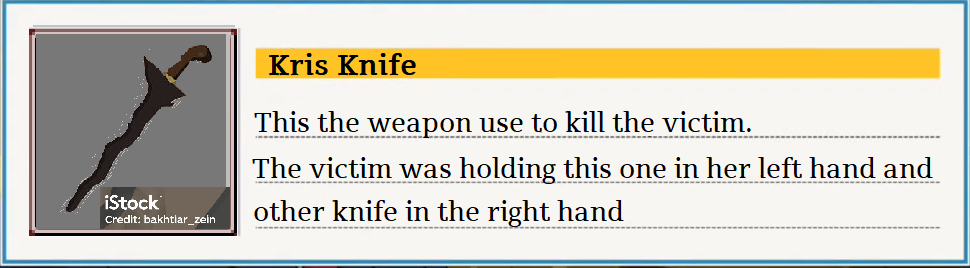 Kris Knife
This the weapon use to kill the victim.
The victim was holding this one in her left hand and
other knife in the right hand
iStock
Credit: bakhtiar_zein